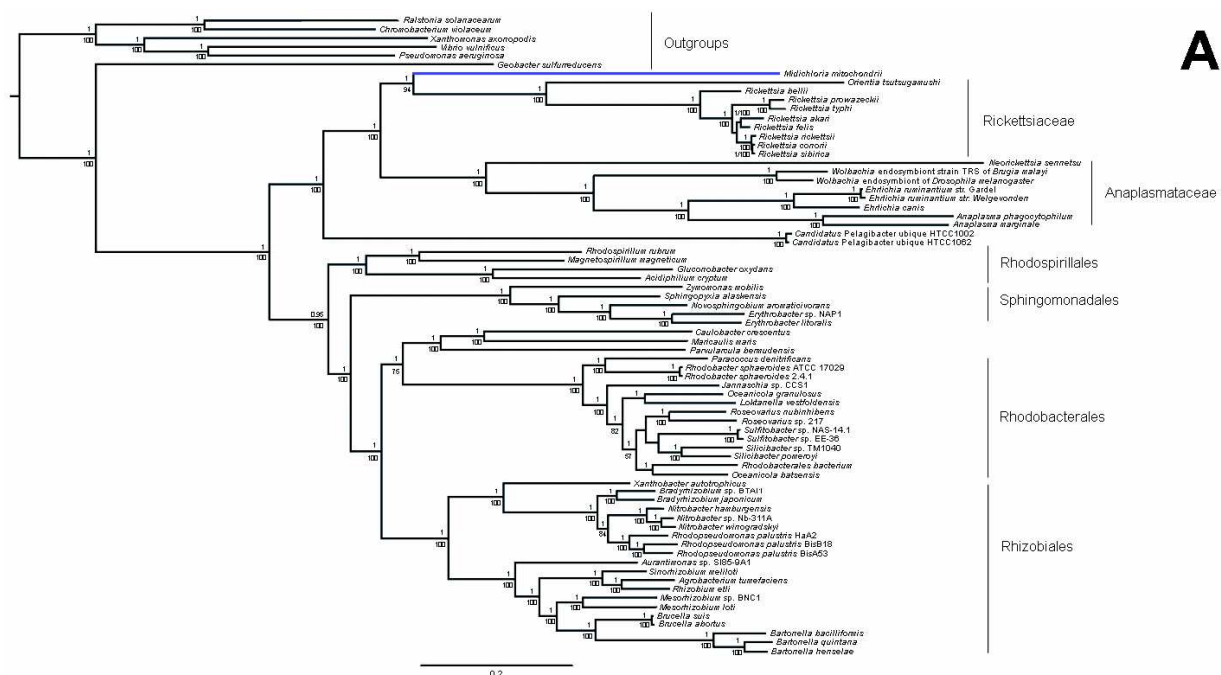 A
Ralstonia solanacearum
Chromobacterium violaceum
Xanthomonas axonopodis
Vibrio vulnificus
Pseudomonas aeruginosa
Outgroups
Geobacter sulfurreducens
Midichloria mitochondrii
Orientia tsutsugamushi
Rickettsia bellii
Rickettsia prowazeckii
Rickettsia typhi
Rickettsia akari
Rickettsia felis
Rickettsia rickettsii
Rickettsia conorii
Rickettsia sibirica
Rickettsiaceae
Neorickettsia sennetsu
Wolbachia endosymbiont strain TRS of Brugia malayi
Wolbachia endosymbiont of Drosophila melanogaster
Ehrlichia ruminantium str. Gardel
Ehrlichia ruminantium str. Welgevonden
Ehrlichia canis
Anaplasma phagocytophilum
Anaplasma marginale
Anaplasmataceae
Candidatus Pelagibacter ubique HTCC1002
Candidatus Pelagibacter ubique HTCC1062
Rhodospirillum rubrum
Magnetospirillum magneticum
Gluconobacter oxydans
Acidiphilium cryptum
Rhodospirillales
Zymomonas mobilis
Sphingopyxis alaskensis
Novosphingobium aromaticivorans
Erythrobacter sp. NAP1
Erythrobacter litoralis
Sphingomonadales
Caulobacter crescentus
Maricaulis maris
Parvularcula bermudensis
Paracoccus denitrificans
Rhodobacter sphaeroides ATCC 17029
Rhodobacter sphaeroides 2.4.1
Jannaschia sp. CCS1
Oceanicola granulosus
Loktanella vestfoldensis
Roseovarius nubinhibens
Roseovarius sp. 217
Sulfitobacter sp. NAS-14.1
Sulfitobacter sp. EE-36
Silicibacter sp. TM1040
Silicibacter pomeroyi
Rhodobacterales bacterium
Oceanicola batsensis
Rhodobacterales
Xanthobacter autotrophicus
Bradyrhizobium sp. BTAi1
Bradyrhizobium japonicum
Nitrobacter hamburgensis
Nitrobacter sp. Nb-311A
Nitrobacter winogradskyi
Rhodopseudomonas palustris HaA2
Rhodopseudomonas palustris BisB18
Rhodopseudomonas palustris BisA53
Rhizobiales
Aurantimonas sp. SI85-9A1
Sinorhizobium meliloti
Agrobacterium tumefaciens
Rhizobium etli
Mesorhizobium sp. BNC1
Mesorhizobium loti
Brucella suis
Brucella abortus
Bartonella bacilliformis
Bartonella quintana
Bartonella henselae
0.2